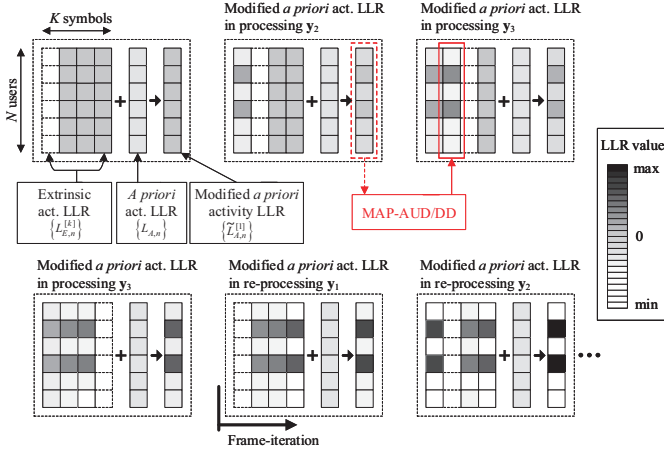 K symbols
N users
Modified a priori act. LLR
in processing y₂
Modified a priori act. LLR
in processing y₃
Extrinsic
act. LLR
{L_{E,n}^{[k]}}
A priori
act. LLR
{L_{A,n}}
Modified a priori
activity LLR
{L̃_{A,n}^{[1]}}
MAP-AUD/DD
LLR value
max
0
min
Modified a priori act. LLR
in processing y₃
Modified a priori act. LLR
in re-processing y₁
Modified a priori act. LLR
in re-processing y₂
Frame-iteration